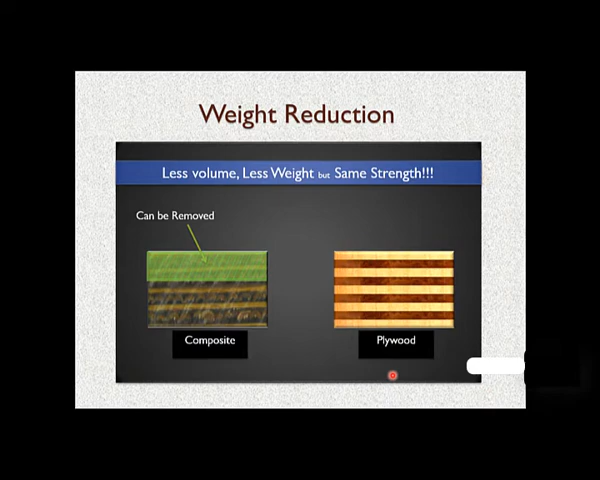 Weight Reduction
Less volume, Less Weight but Same Strength!!!
Can be Removed
Composite
Plywood